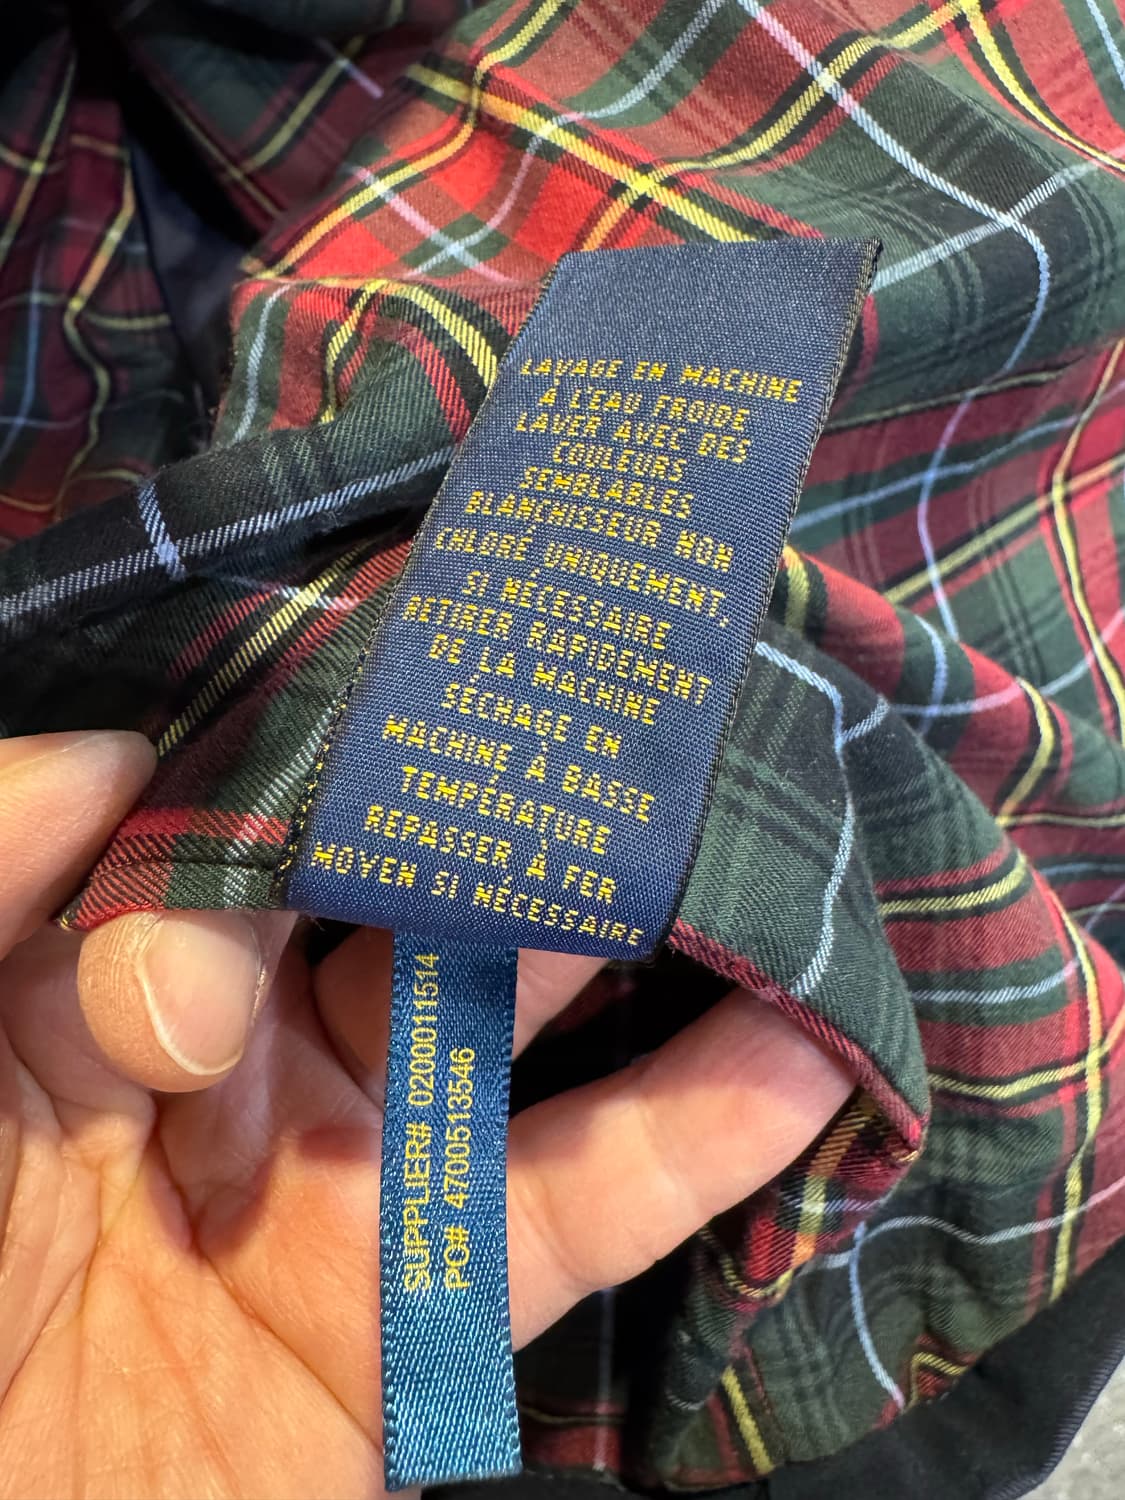 LAVAGE EN MACHINE
À L'EAU FROIDE
LAVER AVEC DES
COULEURS
SEMBLABLES
BLANCHISSEUR NON
CHLORÉ UNIQUEMENT,
SI NÉCESSAIRE
RETIRER RAPIDEMENT
DE LA MACHINE
SÉCHAGE EN
MACHINE À BASSE
TEMPÉRATURE
REPASSER À FER
MOYEN SI NÉCESSAIRE
SUPPLIER# 0200011514
PO# 4700513546